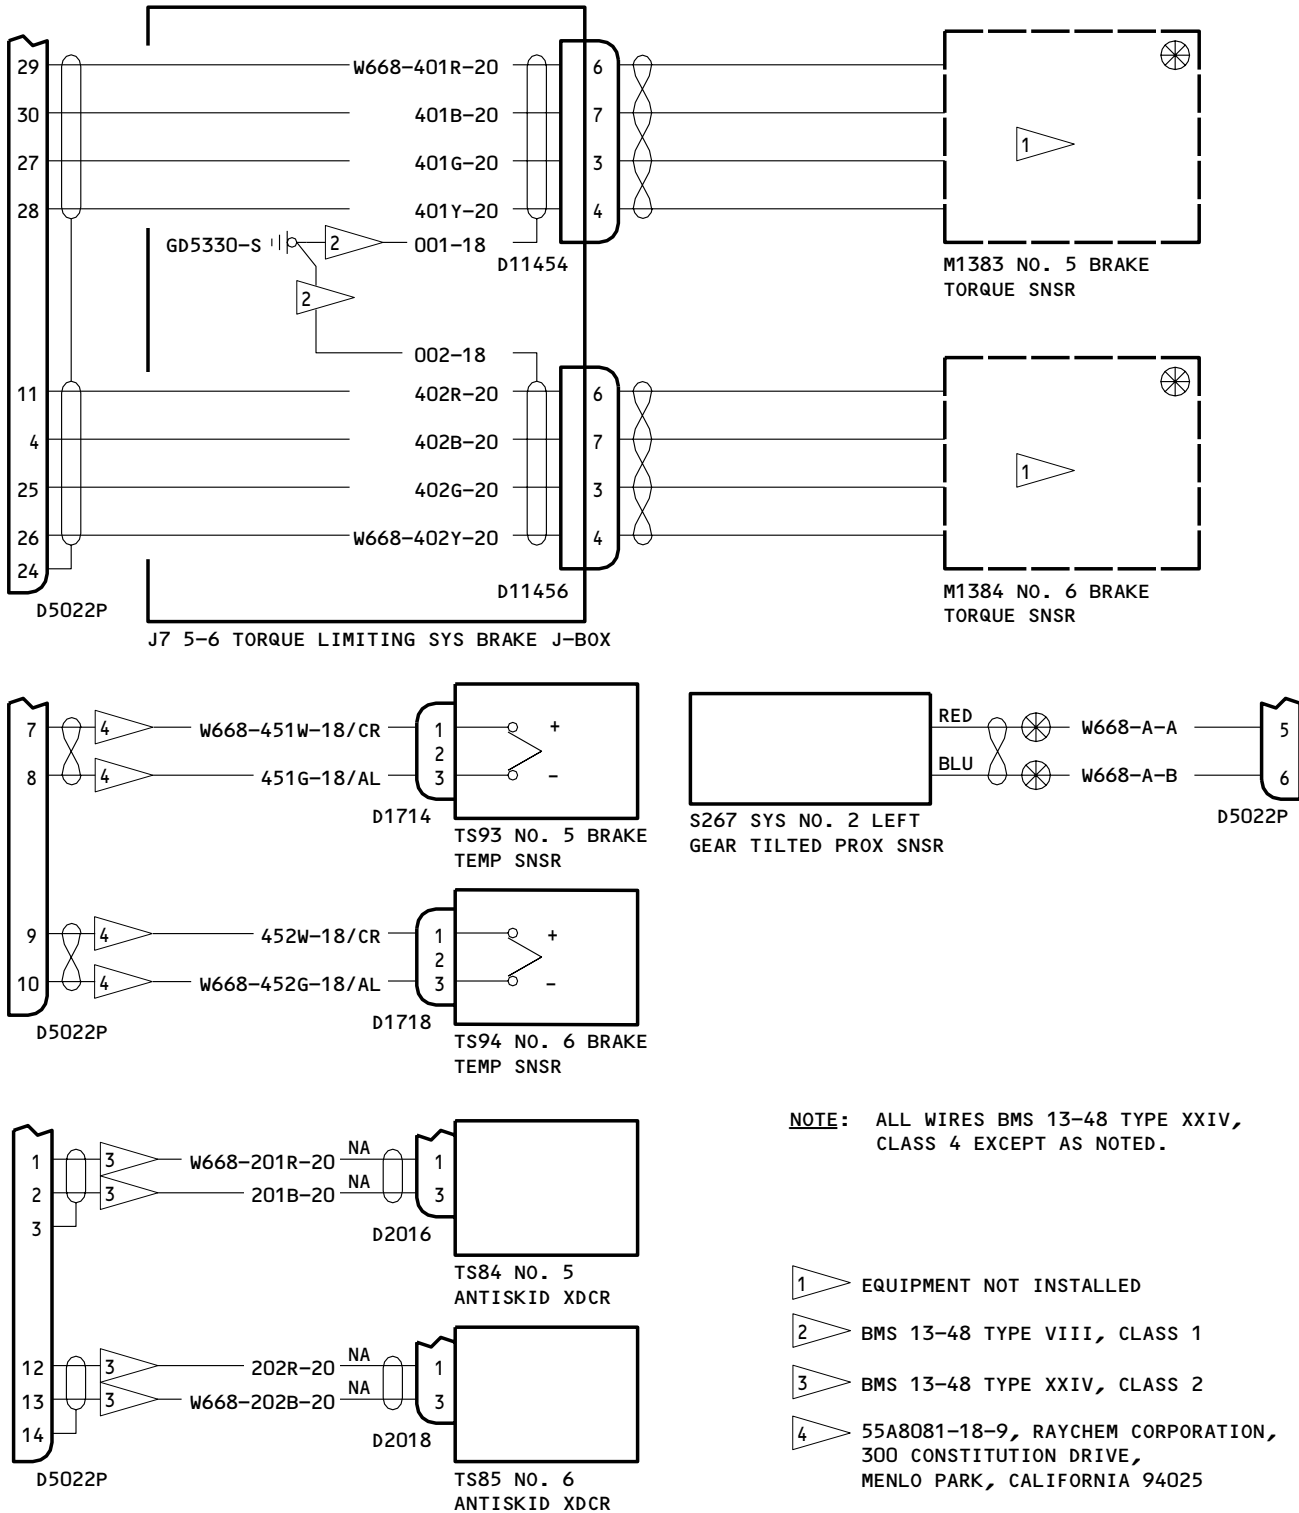 29 W668-401R-20 6
30 401B-20 7
27 401G-20 3
28 401Y-20 4
1
GD5330-S 2 001-18
D11454
M1383 NO. 5 BRAKE
TORQUE SNSR
2
002-18
11 402R-20 6
4 402B-20 7
25 402G-20 3
26 W668-402Y-20 4
24
1
D5022P
D11456
M1384 NO. 6 BRAKE
TORQUE SNSR
J7 5-6 TORQUE LIMITING SYS BRAKE J-BOX
7 4 W668-451W-18/CR 1 +
2
8 4 451G-18/AL 3 -
D1714
TS93 NO. 5 BRAKE
TEMP SNSR
RED W668-A-A 5
BLU W668-A-B 6
S267 SYS NO. 2 LEFT
GEAR TILTED PROX SNSR
D5022P
9 4 452W-18/CR 1 +
2
10 4 W668-452G-18/AL 3 -
D5022P
D1718
TS94 NO. 6 BRAKE
TEMP SNSR
1 3 W668-201R-20 NA 1
2 3 201B-20 NA 3
3
D2016
TS84 NO. 5
ANTISKID XDCR
12 3 202R-20 NA 1
13 3 W668-202B-20 NA 3
14
D5022P
D2018
TS85 NO. 6
ANTISKID XDCR
NOTE: ALL WIRES BMS 13-48 TYPE XXIV,
CLASS 4 EXCEPT AS NOTED.
1 EQUIPMENT NOT INSTALLED
2 BMS 13-48 TYPE VIII, CLASS 1
3 BMS 13-48 TYPE XXIV, CLASS 2
4 55A8081-18-9, RAYCHEM CORPORATION,
300 CONSTITUTION DRIVE,
MENLO PARK, CALIFORNIA 94025